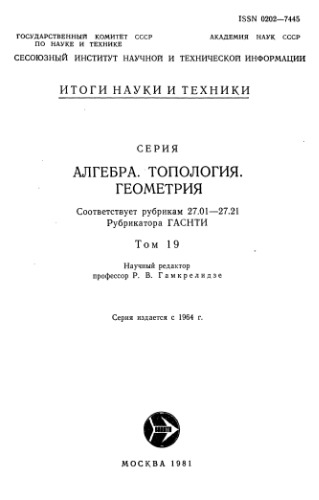 ISSN 0202—7445
ГОСУДАРСТВЕННЫЙ КОМИТЕТ СССР
ПО НАУКЕ И ТЕХНИКЕ
АКАДЕМИЯ НАУК СССР
СЕСОЮЗНЫЙ ИНСТИТУТ НАУЧНОЙ И ТЕХНИЧЕСКОЙ ИНФОРМАЦИИ
ИТОГИ НАУКИ И ТЕХНИКИ
СЕРИЯ
АЛГЕБРА. ТОПОЛОГИЯ.
ГЕОМЕТРИЯ
Соответствует рубрикам 27.01—27.21
Рубрикатора ГАСНТИ
Том 19
Научный редактор
профессор Р. В. Гамкрелидзе
Серия издается с 1964 г.
ВИНИТИ
МОСКВА 1981